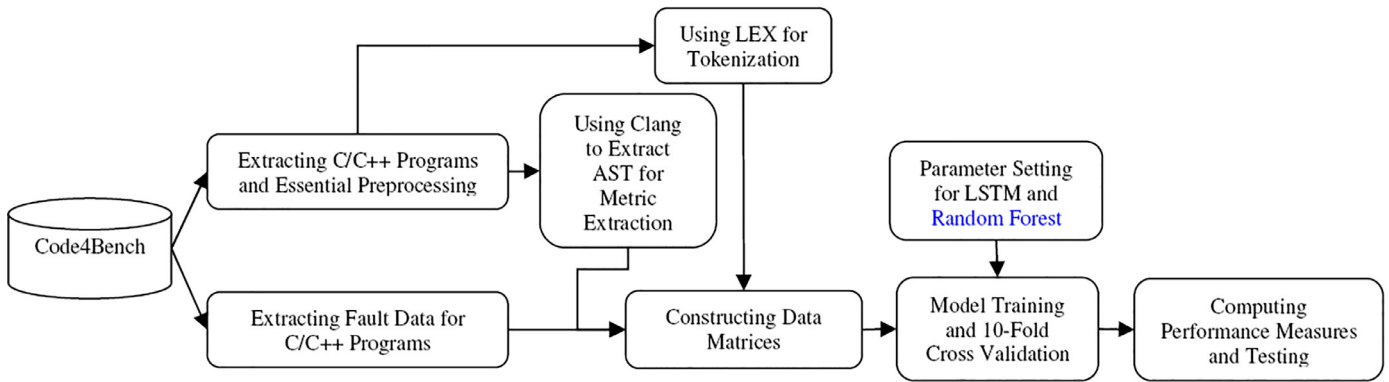 Using LEX for
Tokenization
Using Clang
to Extract
AST for
Metric
Extraction
Extracting C/C++ Programs
and Essential Preprocessing
Parameter Setting
for LSTM and
Random Forest
Code4Bench
Extracting Fault Data for
C/C++ Programs
Constructing Data
Matrices
Model Training
and 10-Fold
Cross Validation
Computing
Performance Measures
and Testing